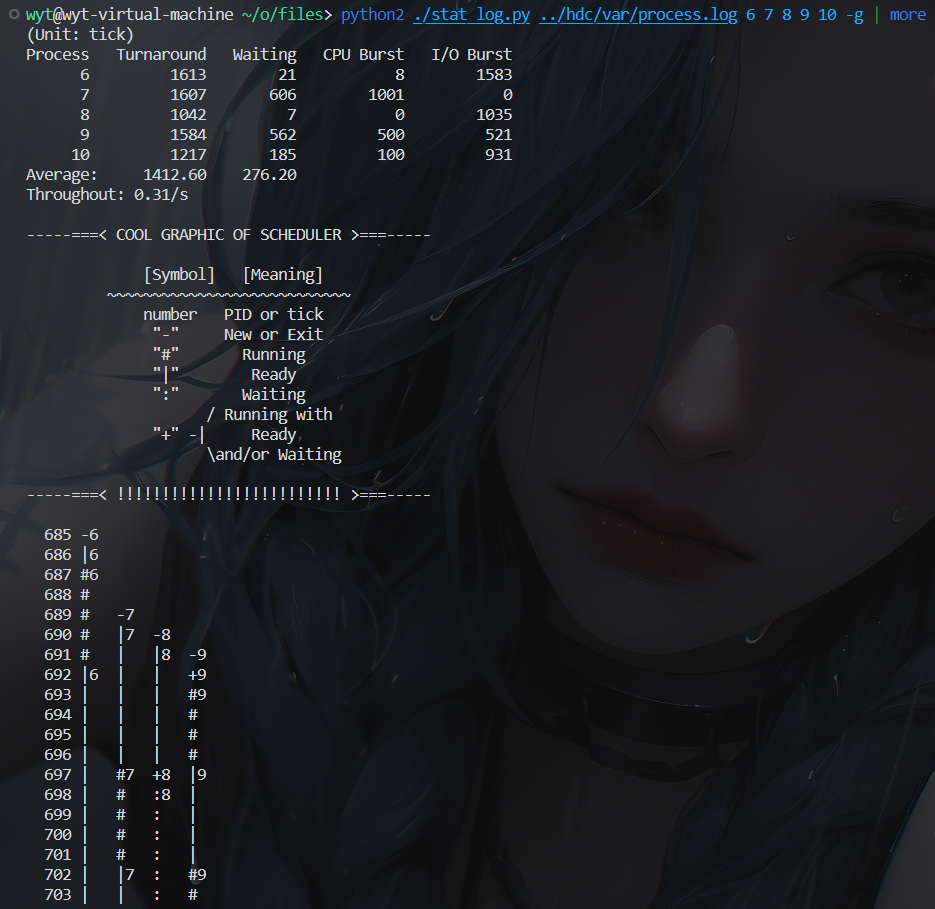 wyt@wyt-virtual-machine ~/o/files> python2 ./stat_log.py ../hdc/var/process.log 6 7 8 9 10 -g | more
(Unit: tick)
Process   Turnaround   Waiting   CPU Burst   I/O Burst
      6         1613        21           8        1583
      7         1607       606        1001           0
      8         1042         7           0        1035
      9         1584       562         500         521
     10         1217       185         100         931
Average:     1412.60    276.20
Throughout: 0.31/s
-----===< COOL GRAPHIC OF SCHEDULER >===-----
             [Symbol]   [Meaning]
         ~~~~~~~~~~~~~~~~~~~~~~~~~~~
             number   PID or tick
              "-"     New or Exit
              "#"       Running
              "|"        Ready
              ":"       Waiting
                    / Running with
              "+" -|     Ready
                    \and/or Waiting
-----===< !!!!!!!!!!!!!!!!!!!!!!!!! >===-----
  685 -6
  686 |6
  687 #6
  688 #
  689 #   -7
  690 #   |7  -8
  691 #   |   |8  -9
  692 |6  |   |   +9
  693 |   |   |   #9
  694 |   |   |   #
  695 |   |   |   #
  696 |   |   |   #
  697 |   #7  +8  |9
  698 |   #   :8  |
  699 |   #   :   |
  700 |   #   :   |
  701 |   #   :   |
  702 |   |7  :   #9
  703 |   |   :   #